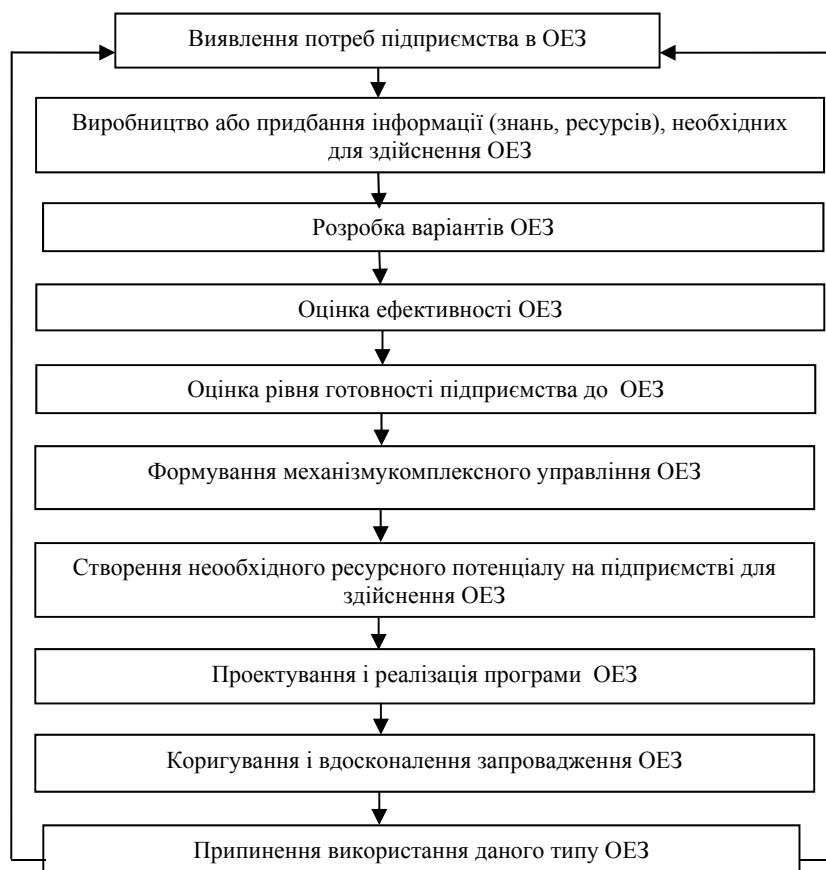 Виявлення потреб підприємства в ОЕЗ
Виробництво або придбання інформації (знань, ресурсів), необхідних
для здійснення ОЕЗ
Розробка варіантів ОЕЗ
Оцінка ефективності ОЕЗ
Оцінка рівня готовності підприємства до ОЕЗ
Формування механізмукомплексного управління ОЕЗ
Створення неообхідного ресурсного потенціалу на підприємстві для
здійснення ОЕЗ
Проектування і реалізація програми ОЕЗ
Коригування і вдосконалення запровадження ОЕЗ
Припинення використання даного типу ОЕЗ